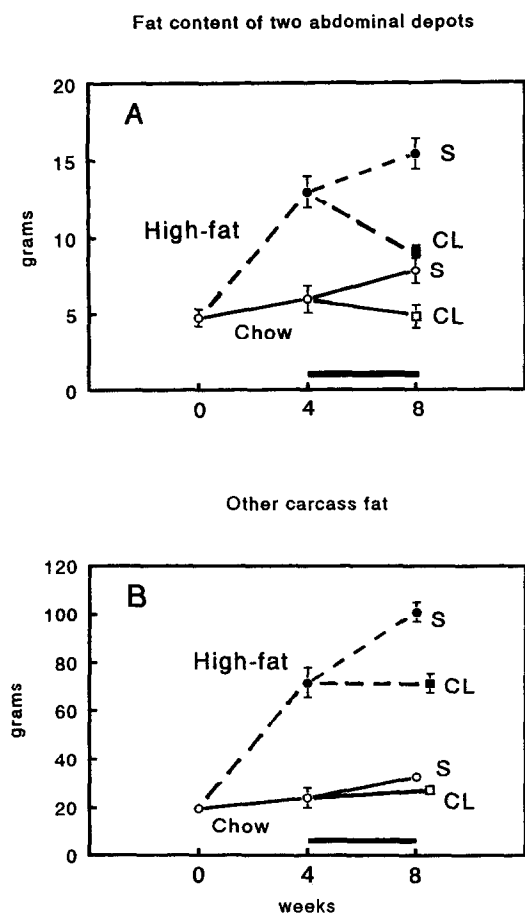 Fat content of two abdominal depots
20
A
15
S
High-fat
grams
10
CL
S
5
Chow
CL
0
0 4 8
Other carcass fat
120
B
100
S
High-fat
80
CL
grams
60
40
S
20
CL
Chow
0
0 4 8
weeks